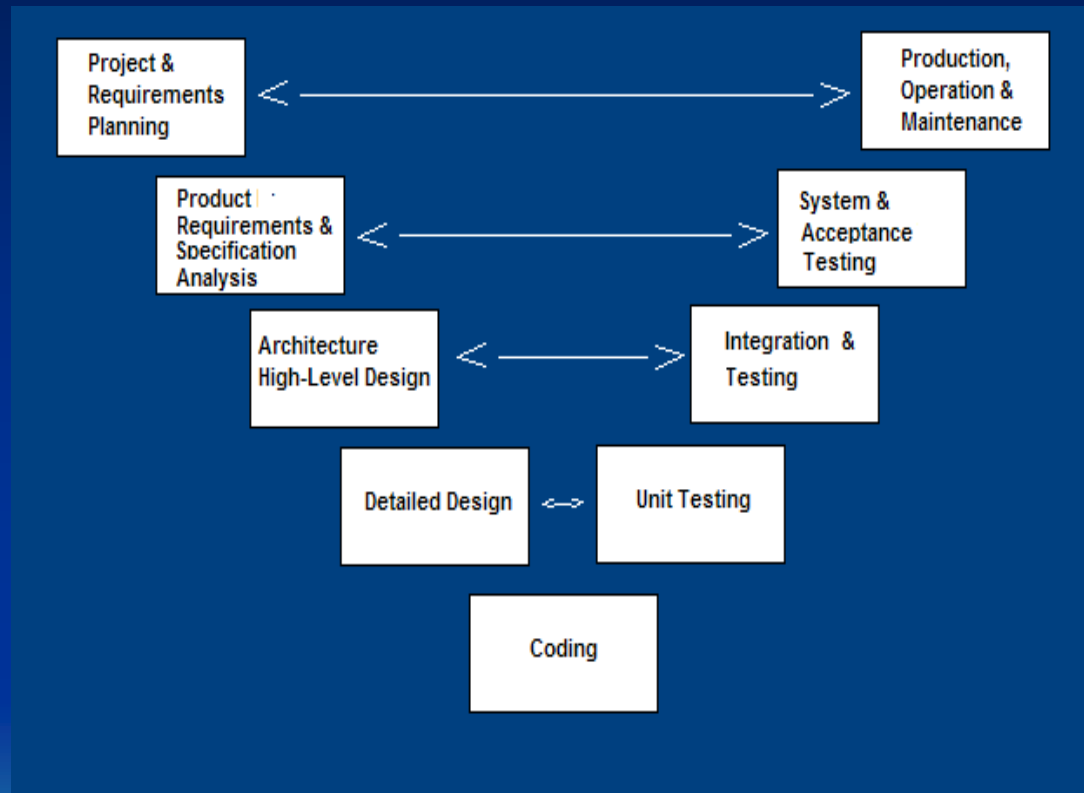 Project &
Requirements
Planning
Production,
Operation &
Maintenance
Product
Requirements &
Specification
Analysis
System &
Acceptance
Testing
Architecture
High-Level Design
Integration &
Testing
Detailed Design
Unit Testing
Coding